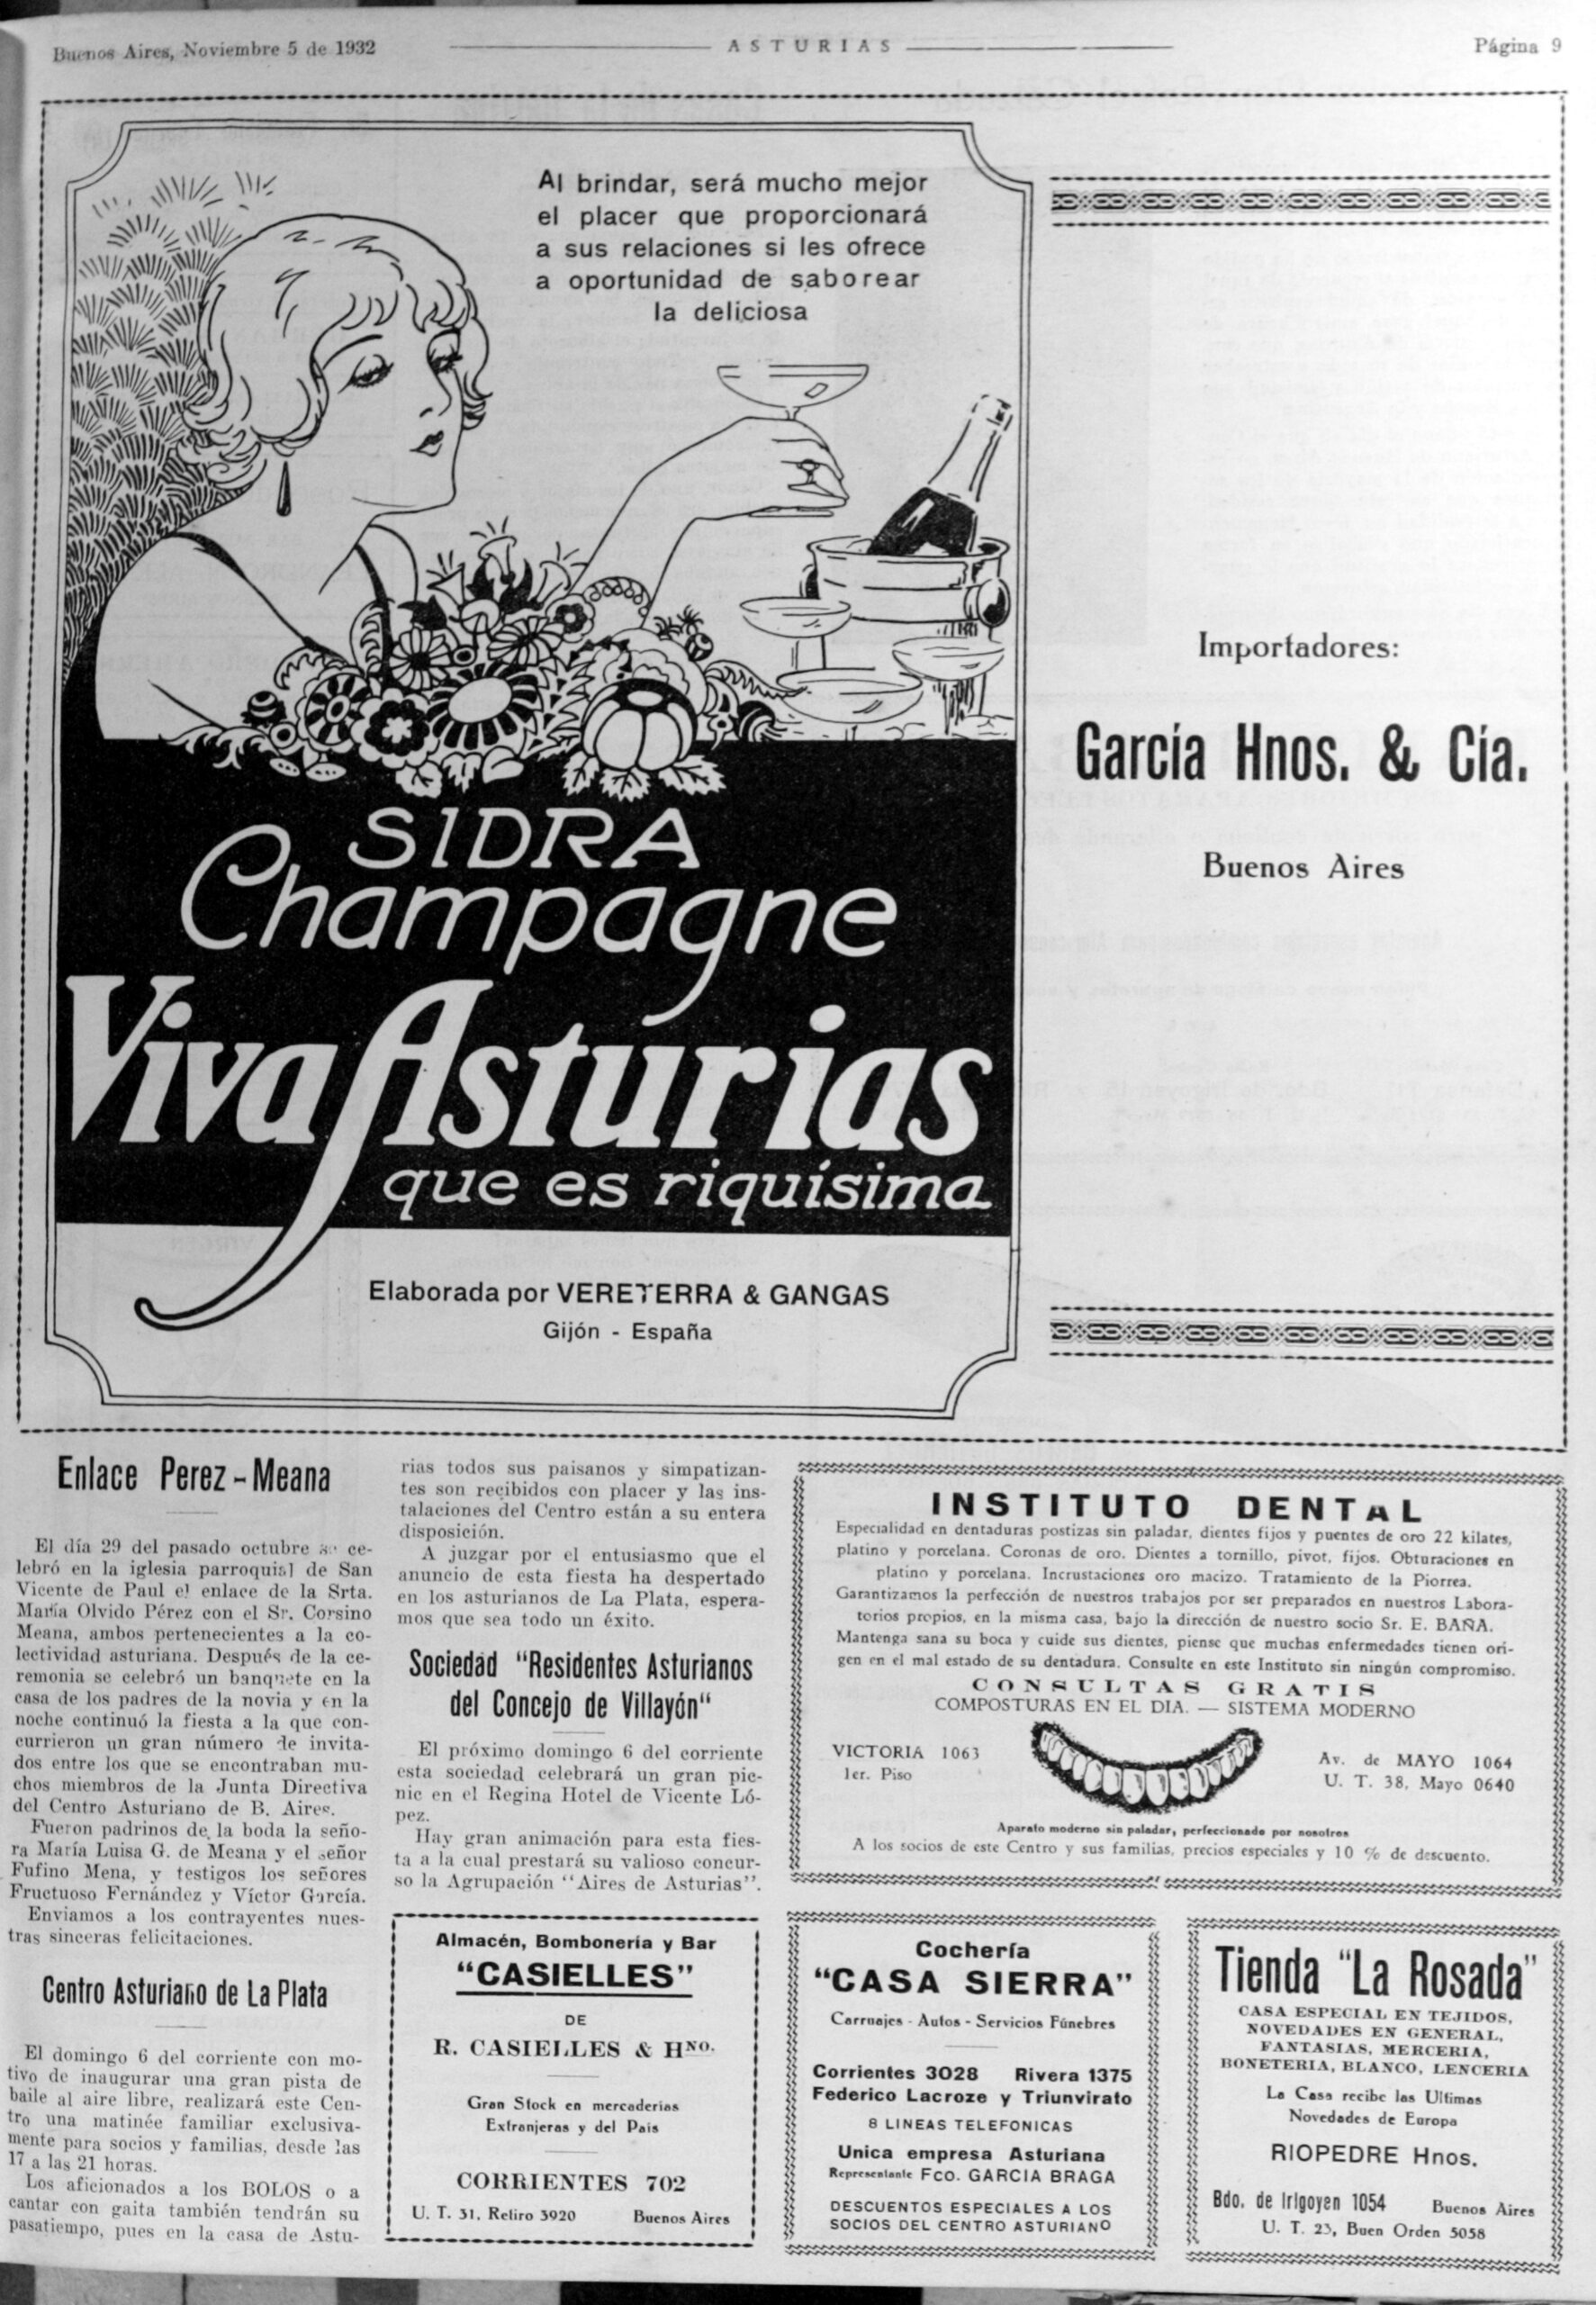 Buenos Aires, Noviembre 5 de 1932
ASTURIAS
Página 9
Al brindar, será mucho mejor
el placer que proporcionará
a sus relaciones si les ofrece
a oportunidad de saborear
la deliciosa
SIDRA
Champagne
Viva Asturias
que es riquísima
Elaborada por VERETERRA & GANGAS
Gijón - España
Importadores:
García Hnos. & Cía.
Buenos Aires
Enlace Perez - Meana
El día 29 del pasado octubre se ce-
lebró en la iglesia parroquial de San
Vicente de Paul el enlace de la Srta.
María Olvido Pérez con el Sr. Corsino
Meana, ambos pertenecientes a la co-
lectividad asturiana. Después de la ce-
remonia se celebró un banquete en la
casa de los padres de la novia y en la
noche continuó la fiesta a la que con-
currieron un gran número de invita-
dos entre los que se encontraban mu-
chos miembros de la Junta Directiva
del Centro Asturiano de B. Aires.
Fueron padrinos de la boda la seño-
ra María Luisa G. de Meana y el señor
Fufino Mena, y testigos los señores
Fructuoso Fernández y Víctor García.
Enviamos a los contrayentes nues-
tras sinceras felicitaciones.
Centro Asturiano de La Plata
El domingo 6 del corriente con mo-
tivo de inaugurar una gran pista de
baile al aire libre, realizará este Cen-
tro una matinée familiar exclusiva-
mente para socios y familias, desde las
17 a las 21 horas.
Los aficionados a los BOLOS o a
cantar con gaita también tendrán su
pasatiempo, pues en la casa de Astu-
rias todos sus paisanos y simpatizan-
tes son recibidos con placer y las ins-
talaciones del Centro están a su entera
disposición.
A juzgar por el entusiasmo que el
anuncio de esta fiesta ha despertado
en los asturianos de La Plata, espera-
mos que sea todo un éxito.
Sociedad "Residentes Asturianos
del Concejo de Villayón"
El próximo domingo 6 del corriente
esta sociedad celebrará un gran pic-
nic en el Regina Hotel de Vicente Ló-
pez.
Hay gran animación para esta fies-
ta a la cual prestará su valioso concur-
so la Agrupación "Aires de Asturias".
INSTITUTO DENTAL
Especialidad en dentaduras postizas sin paladar, dientes fijos y puentes de oro 22 kilates,
platino y porcelana. Coronas de oro. Dientes a tornillo, pivot, fijos. Obturaciones en
platino y porcelana. Incrustaciones oro macizo. Tratamiento de la Piorrea.
Garantizamos la perfección de nuestros trabajos por ser preparados en nuestros Labora-
torios propios, en la misma casa, bajo la dirección de nuestro socio Sr. E. BAÑA.
Mantenga sana su boca y cuide sus dientes, piense que muchas enfermedades tienen ori-
gen en el mal estado de su dentadura. Consulte en este Instituto sin ningún compromiso.
CONSULTAS GRATIS
COMPOSTURAS EN EL DIA. — SISTEMA MODERNO
VICTORIA 1063
1er. Piso
Av. de MAYO 1064
U. T. 38, Mayo 0640
Aparato moderno sin paladar, perfeccionado por nosotros
A los socios de este Centro y sus familias, precios especiales y 10 % de descuento.
Almacén, Bombonería y Bar
"CASIELLES"
DE
R. CASIELLES & HNO.
Gran Stock en mercaderias
Extranjeras y del Pais
CORRIENTES 702
U. T. 31, Retiro 3920 Buenos Aires
Cochería
"CASA SIERRA"
Carruajes - Autos - Servicios Fúnebres
Corrientes 3028 Rivera 1375
Federico Lacroze y Triunvirato
8 LINEAS TELEFONICAS
Unica empresa Asturiana
Representante Fco. GARCIA BRAGA
DESCUENTOS ESPECIALES A LOS
SOCIOS DEL CENTRO ASTURIANO
Tienda "La Rosada"
CASA ESPECIAL EN TEJIDOS,
NOVEDADES EN GENERAL,
FANTASIAS, MERCERIA,
BONETERIA, BLANCO, LENCERIA
La Casa recibe las Ultimas
Novedades de Europa
RIOPEDRE Hnos.
Bdo. de Irigoyen 1054 Buenos Aires
U. T. 23, Buen Orden 5058